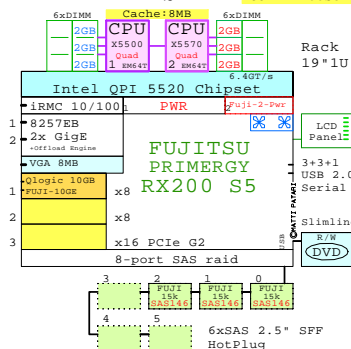 6xDIMM Cache:8MB 6xDIMM
2GB CPU CPU 2GB
2GB X5500 X5570 2GB
Quad Quad
2GB 1 EM64T 2 EM64T 2GB
Rack
19"1U
6.4GT/s
Intel QPI 5520 Chipset
iRMC 10/100 1 PWR 2 Fuji-2-Pwr
1 8257EB
2 2x GigE
+Offload Engine
VGA 8MB
FUJITSU
PRIMERGY
RX200 S5
LCD
Panel
3+3+1
USB 2.0
Serial
Qlogic 10GB
1 FUJI-10GE x8
2 x8
3 x16 PCIe G2
8-port SAS raid
USB
©MATTI PATARI
Slimline
R/W
DVD
3 2 1 0
FUJI FUJI FUJI
15k 15k 15k
SAS146 SAS146 SAS146
4 5
6xSAS 2.5" SFF
HotPlug